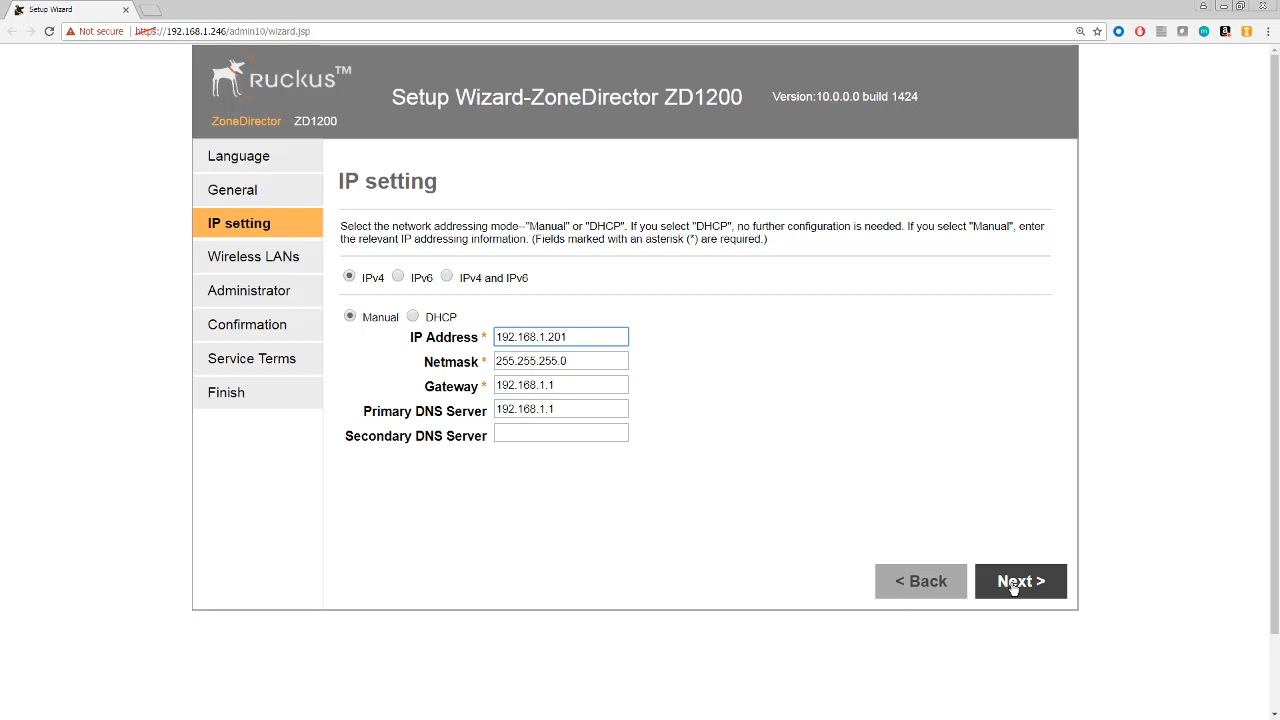 Setup Wizard
Not secure https://192.168.1.246/admin10/wizard.jsp
Ruckus™
ZoneDirector ZD1200
Setup Wizard-ZoneDirector ZD1200
Version:10.0.0.0 build 1424
Language
General
IP setting
Wireless LANs
Administrator
Confirmation
Service Terms
Finish
IP setting
Select the network addressing mode--"Manual" or "DHCP". If you select "DHCP", no further configuration is needed. If you select "Manual", enter
the relevant IP addressing information. (Fields marked with an asterisk (*) are required.)
IPv4 IPv6 IPv4 and IPv6
Manual DHCP
IP Address * 192.168.1.201
Netmask * 255.255.255.0
Gateway * 192.168.1.1
Primary DNS Server 192.168.1.1
Secondary DNS Server
< Back Next >